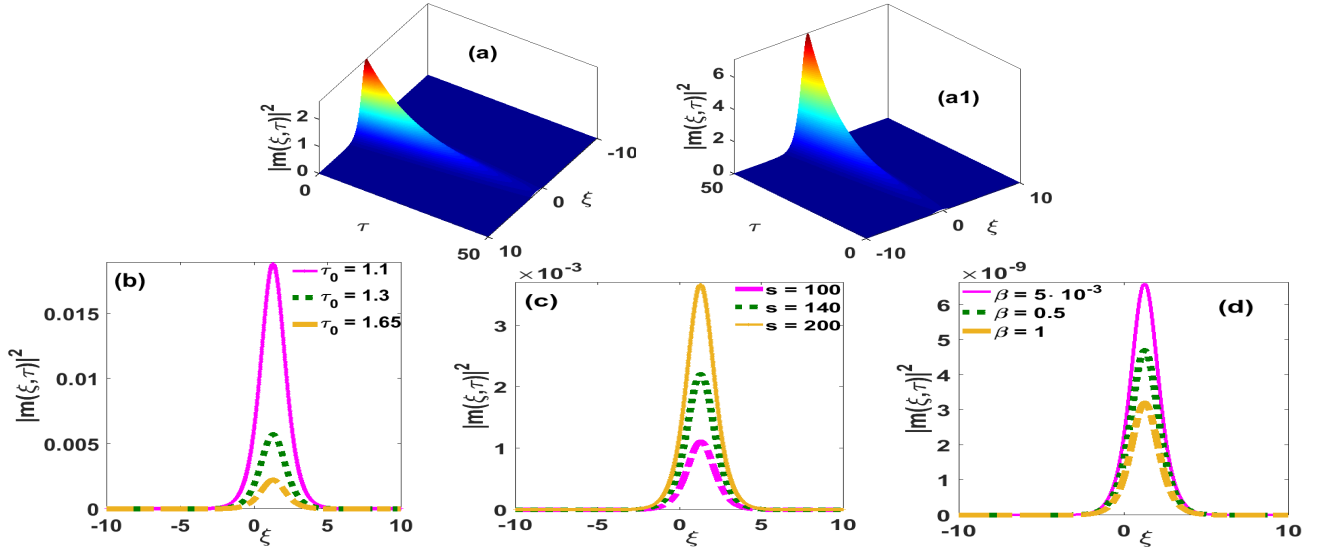 (a)
|m(ξ,τ)|²
2
1
0
0
τ
50
10
0
ξ
-10
(a1)
|m(ξ,τ)|²
6
4
2
0
50
τ
0
-10
0
ξ
10
(b)
|m(ξ,τ)|²
0.015
0.01
0.005
0
-10
-5
0
5
10
ξ
τ₀ = 1.1
τ₀ = 1.3
τ₀ = 1.65
× 10⁻³
(c)
|m(ξ,τ)|²
3
2
1
0
-10
-5
0
5
10
ξ
s = 100
s = 140
s = 200
× 10⁻⁹
(d)
|m(ξ,τ)|²
6
5
4
3
2
1
0
-10
0
10
ξ
β = 5· 10⁻³
β = 0.5
β = 1